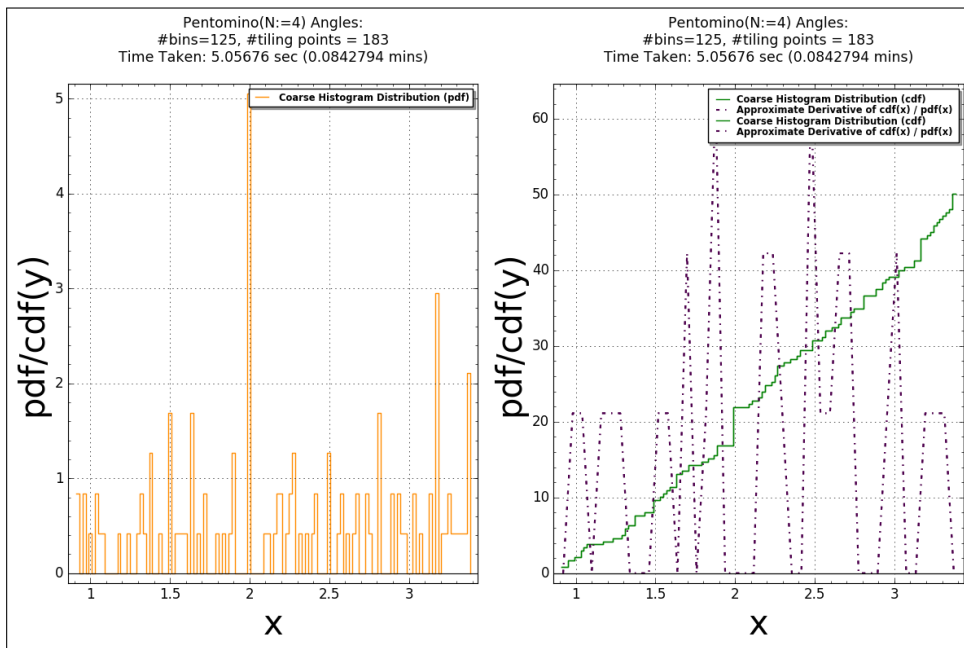 Pentomino(N:=4) Angles:
#bins=125, #tiling points = 183
Time Taken: 5.05676 sec (0.0842794 mins)
Coarse Histogram Distribution (pdf)
5
4
3
2
1
0
pdf/cdf(y)
1
1.5
2
2.5
3
x
Pentomino(N:=4) Angles:
#bins=125, #tiling points = 183
Time Taken: 5.05676 sec (0.0842794 mins)
Coarse Histogram Distribution (cdf)
Approximate Derivative of cdf(x) / pdf(x)
Coarse Histogram Distribution (cdf)
Approximate Derivative of cdf(x) / pdf(x)
60
50
40
30
20
10
0
pdf/cdf(y)
1
1.5
2
2.5
3
x